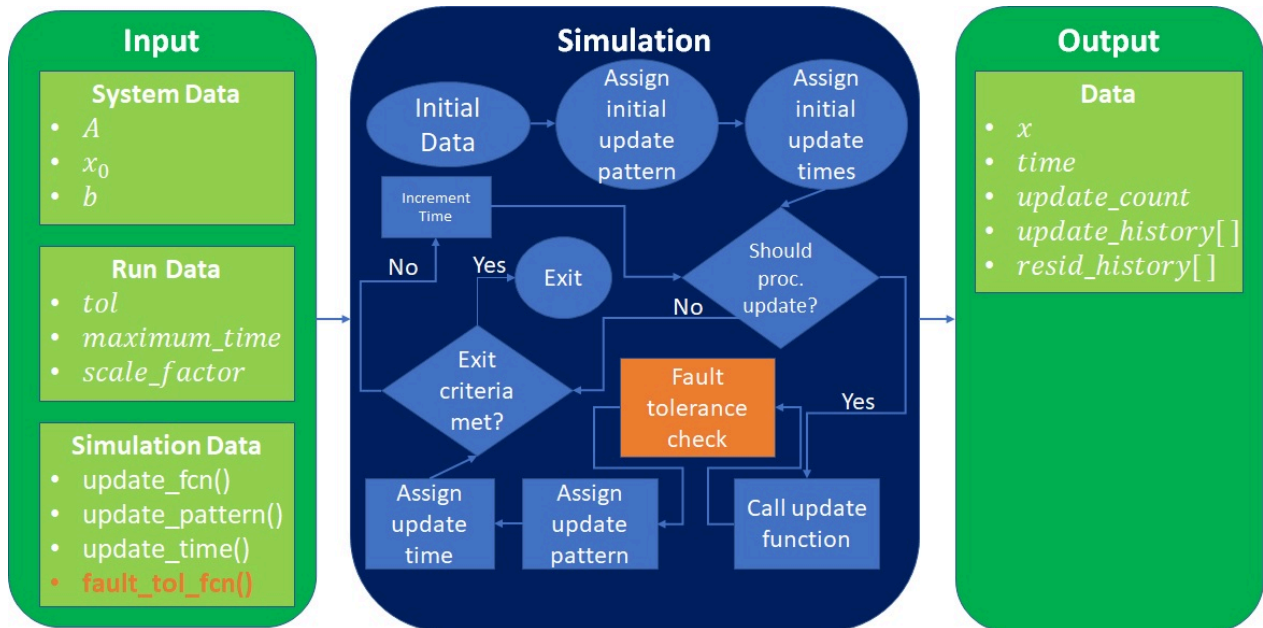 Input
System Data
• A
• x₀
• b
Run Data
• tol
• maximum_time
• scale_factor
Simulation Data
• update_fcn()
• update_pattern()
• update_time()
• fault_tol_fcn()
Simulation
Initial
Data
Assign
initial
update
pattern
Assign
initial
update
times
Increment
Time
Should
proc.
update?
No
Yes
Exit
No
Yes
Exit
criteria
met?
Fault
tolerance
check
Assign
update
time
Assign
update
pattern
Call update
function
Output
Data
• x
• time
• update_count
• update_history[ ]
• resid_history[ ]